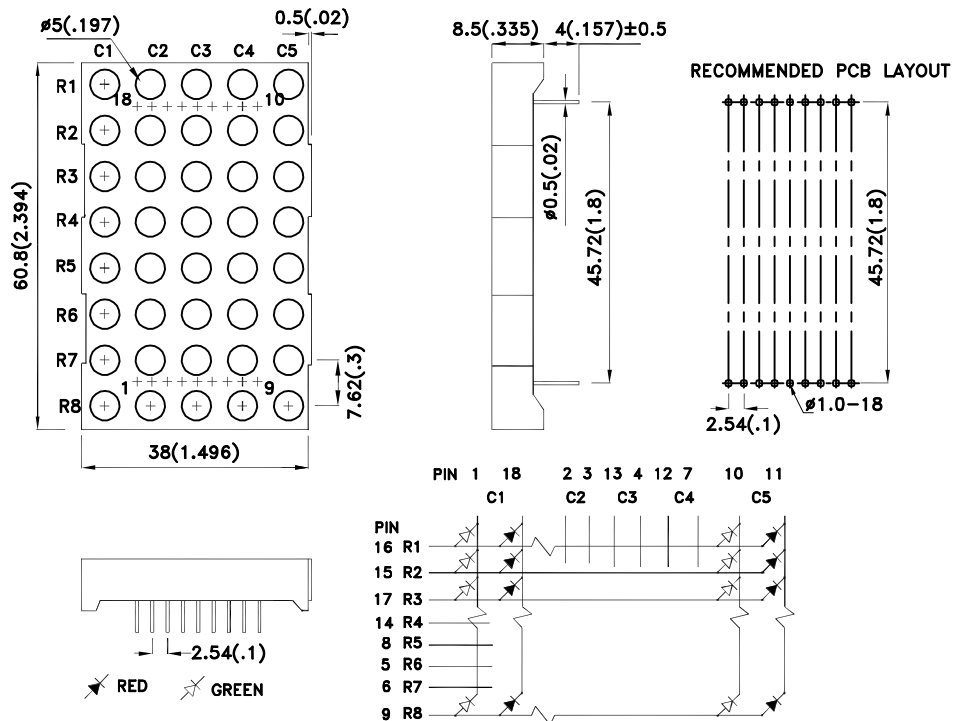 ø5(.197)
0.5(.02)
C1 C2 C3 C4 C5
R1
R2
R3
R4
R5
R6
R7
R8
18 10
1 9
60.8(2.394)
7.62(.3)
38(1.496)
8.5(.335) 4(.157)±0.5
ø0.5(.02)
45.72(1.8)
RECOMMENDED PCB LAYOUT
45.72(1.8)
ø1.0-18
2.54(.1)
2.54(.1)
RED GREEN
PIN 1 18 2 3 13 4 12 7 10 11
C1 C2 C3 C4 C5
PIN
16 R1
15 R2
17 R3
14 R4
8 R5
5 R6
6 R7
9 R8